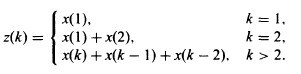 x(1), k = 1,
z(k) = { x(1) + x(2), k = 2,
x(k) + x(k − 1) + x(k − 2), k > 2.